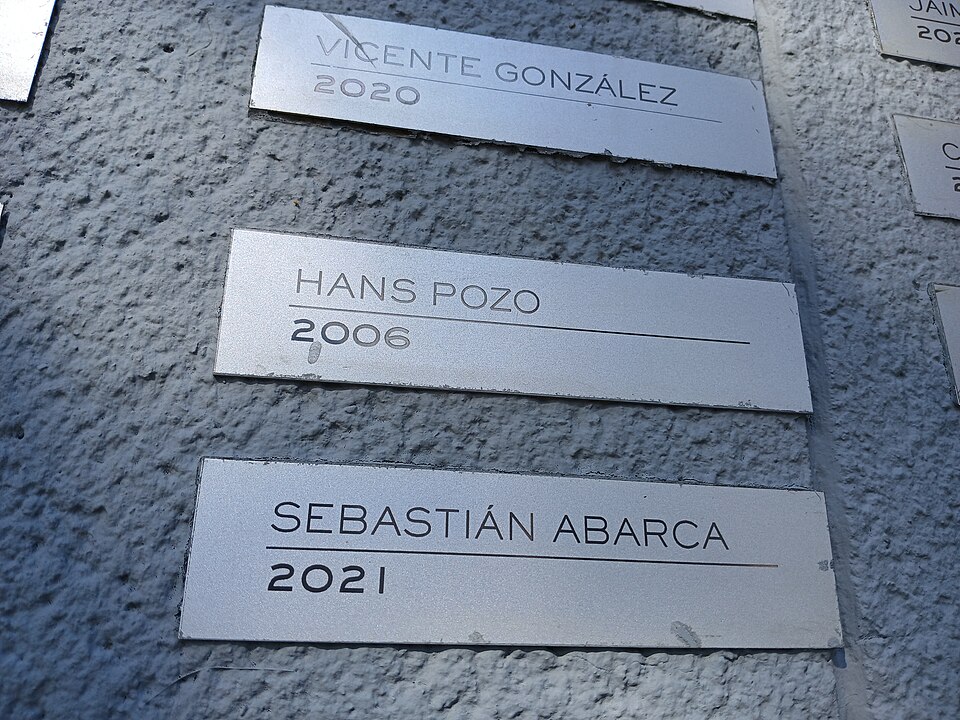 VICENTE GONZÁLEZ
2020
HANS POZO
2006
SEBASTIÁN ABARCA
2021